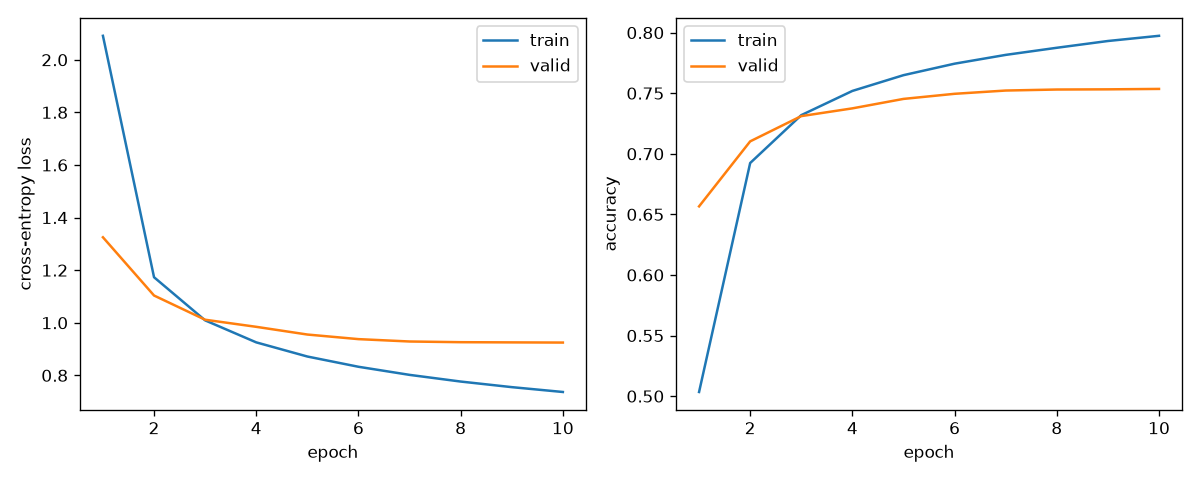 train
valid
cross-entropy loss
2.0
1.8
1.6
1.4
1.2
1.0
0.8
2 4 6 8 10
epoch
train
valid
accuracy
0.80
0.75
0.70
0.65
0.60
0.55
0.50
2 4 6 8 10
epoch